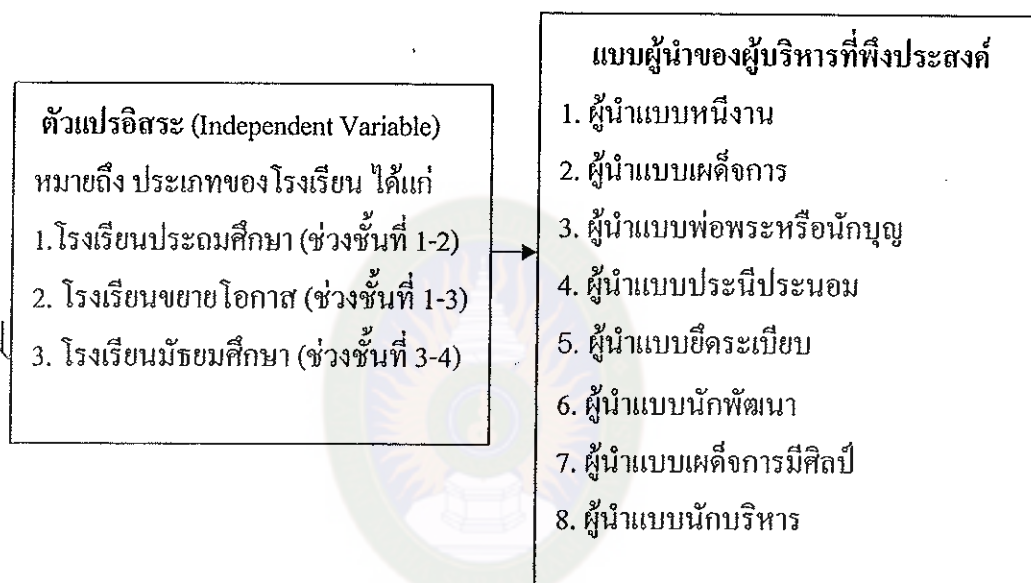 ตัวแปรอิสระ (Independent Variable)
หมายถึง ประเภทของโรงเรียน ได้แก่
1.โรงเรียนประถมศึกษา (ช่วงชั้นที่ 1-2)
2. โรงเรียนขยายโอกาส (ช่วงชั้นที่ 1-3)
3. โรงเรียนมัธยมศึกษา (ช่วงชั้นที่ 3-4)
แบบผู้นำของผู้บริหารที่พึงประสงค์
1. ผู้นำแบบหนีงาน
2. ผู้นำแบบเผด็จการ
3. ผู้นำแบบพ่อพระหรือนักบุญ
4. ผู้นำแบบประนีประนอม
5. ผู้นำแบบยึดระเบียบ
6. ผู้นำแบบนักพัฒนา
7. ผู้นำแบบเผด็จการมีศิลป์
8. ผู้นำแบบนักบริหาร